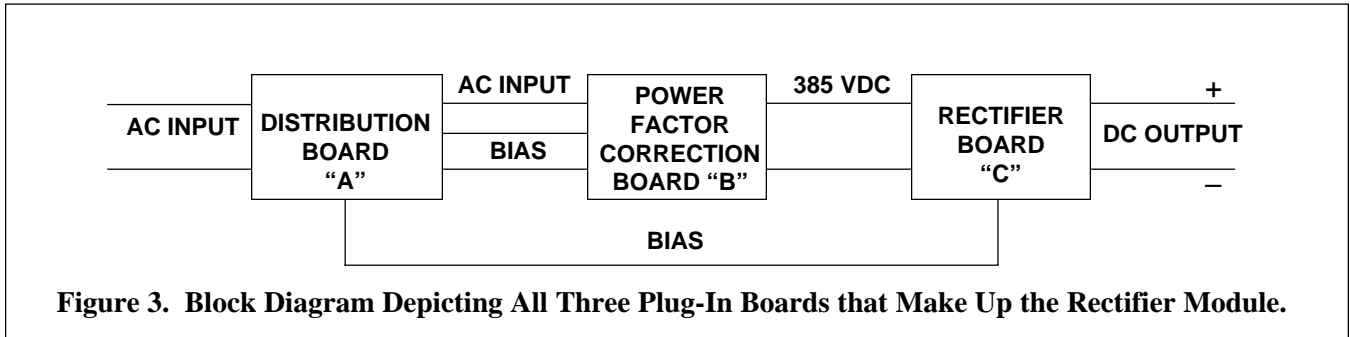 AC INPUT
DISTRIBUTION
BOARD
“A”
AC INPUT
BIAS
POWER
FACTOR
CORRECTION
BOARD “B”
385 VDC
RECTIFIER
BOARD
“C”
+
DC OUTPUT
–
BIAS
Figure 3. Block Diagram Depicting All Three Plug-In Boards that Make Up the Rectifier Module.